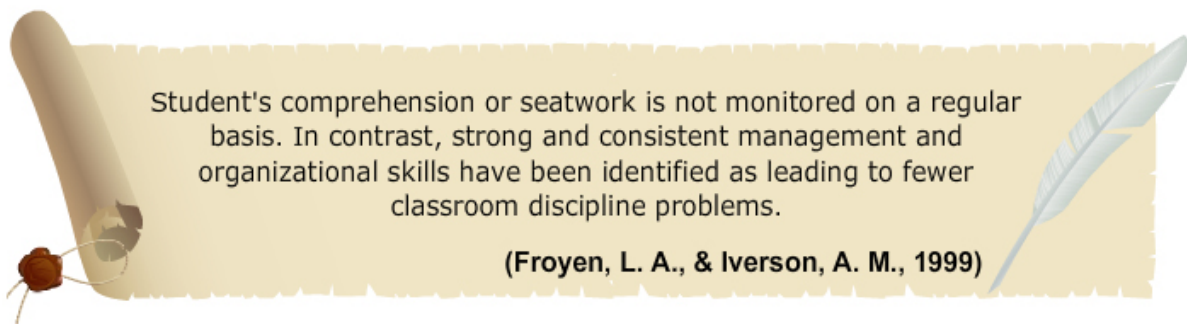 Student's comprehension or seatwork is not monitored on a regular
basis. In contrast, strong and consistent management and
organizational skills have been identified as leading to fewer
classroom discipline problems.
(Froyen, L. A., & Iverson, A. M., 1999)